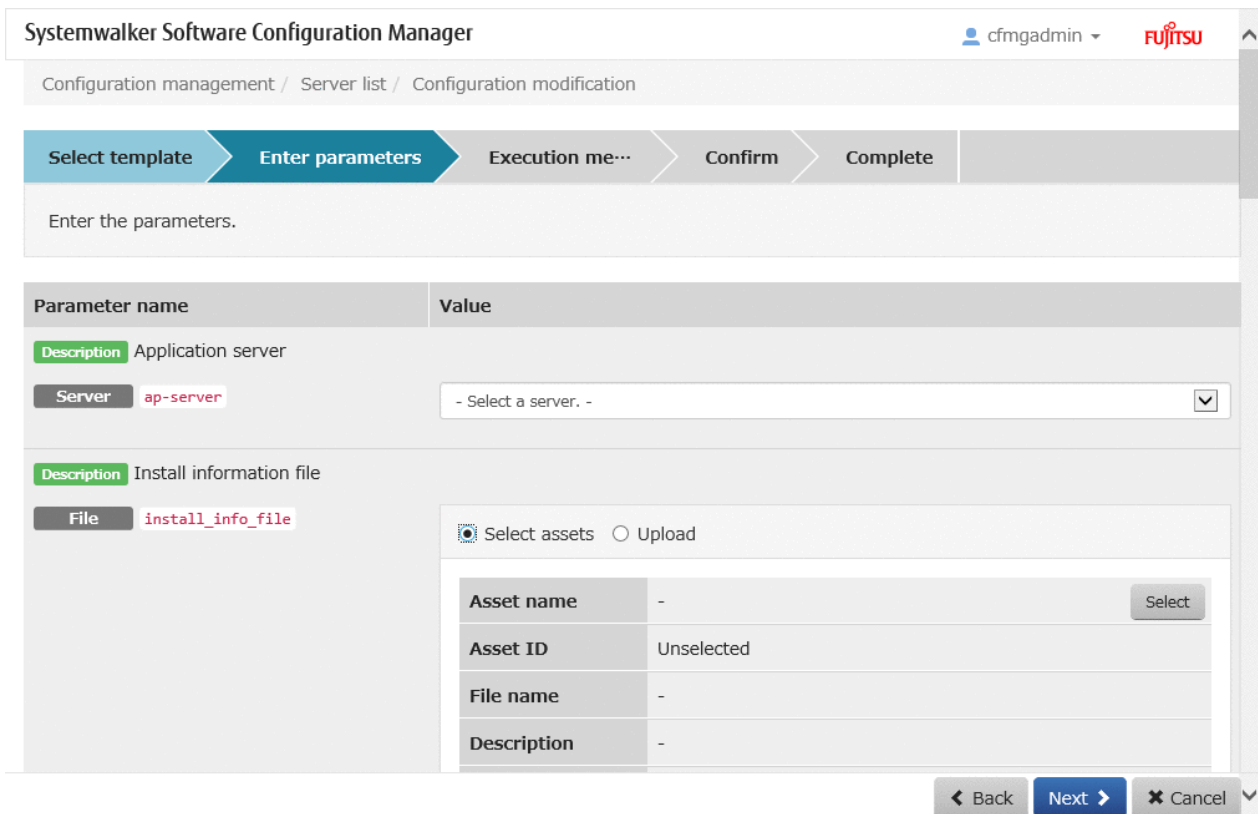 Systemwalker Software Configuration Manager
cfmgadmin
FUJITSU
Configuration management / Server list / Configuration modification
Select template
Enter parameters
Execution me···
Confirm
Complete
Enter the parameters.
Parameter name
Value
Description Application server
Server ap-server
- Select a server. -
Description Install information file
File install_info_file
Select assets
Upload
Asset name - Select
Asset ID Unselected
File name -
Description -
Back
Next
Cancel